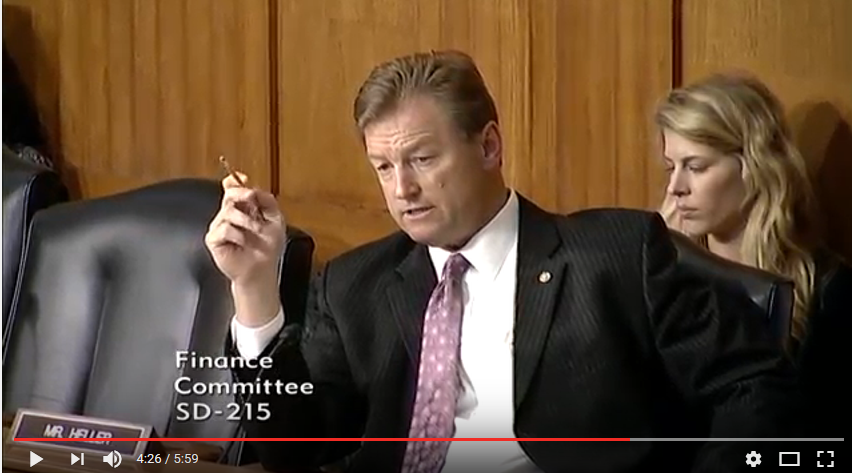 Finance
Committee
SD-215
MR. HELLER
4:26 / 5:59